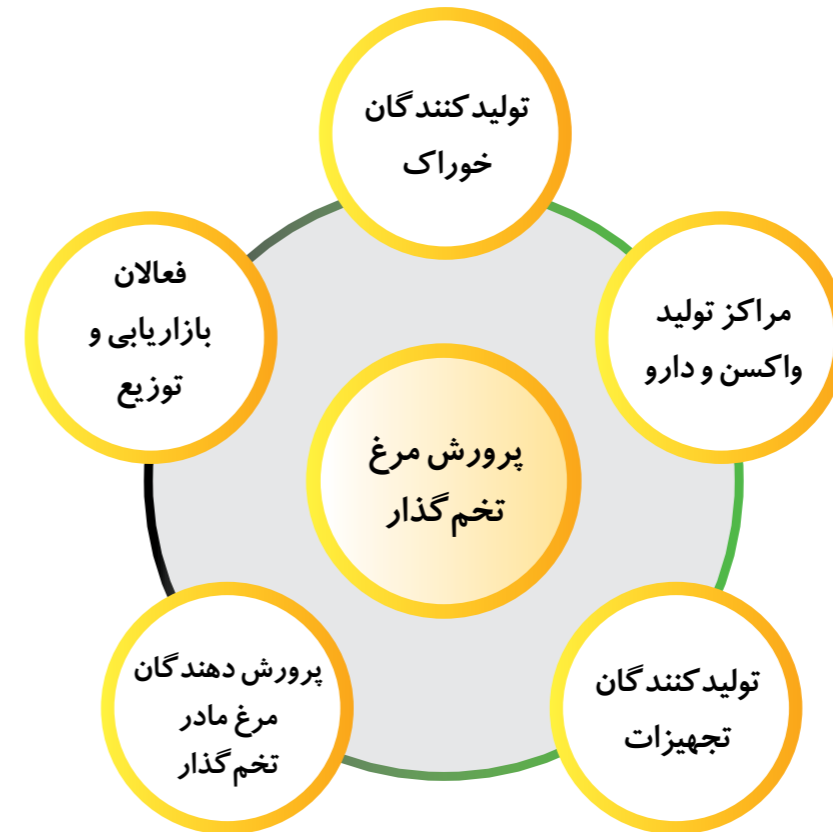 تولیدکنندگان
خوراک
مراکز تولید
واکسن و دارو
فعالان
بازاریابی و
توزیع
پرورش مرغ
تخم‌گذار
تولیدکنندگان
تجهیزات
پرورش دهندگان
مرغ مادر
تخم‌گذار